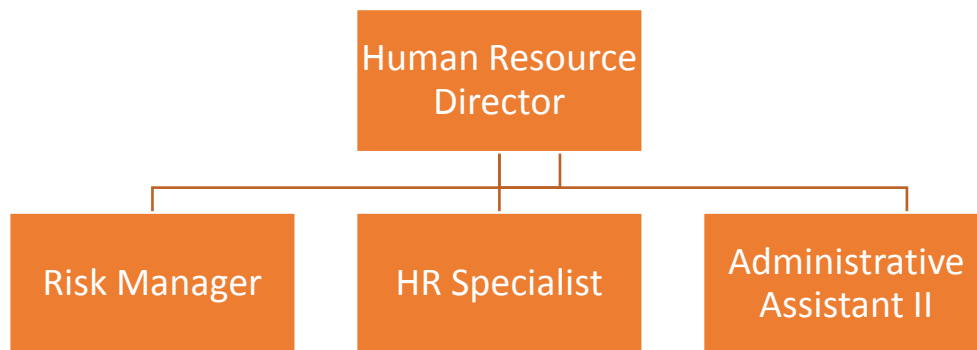 Human Resource
Director
Risk Manager
HR Specialist
Administrative
Assistant II